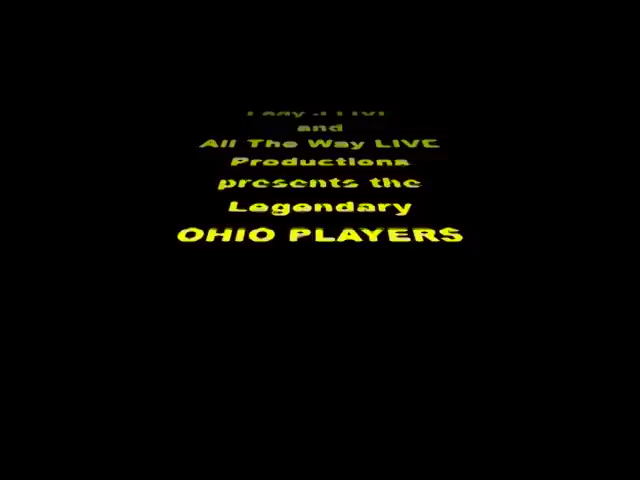 and
All The Way LIVE
Productions
presents the
Legendary
OHIO PLAYERS